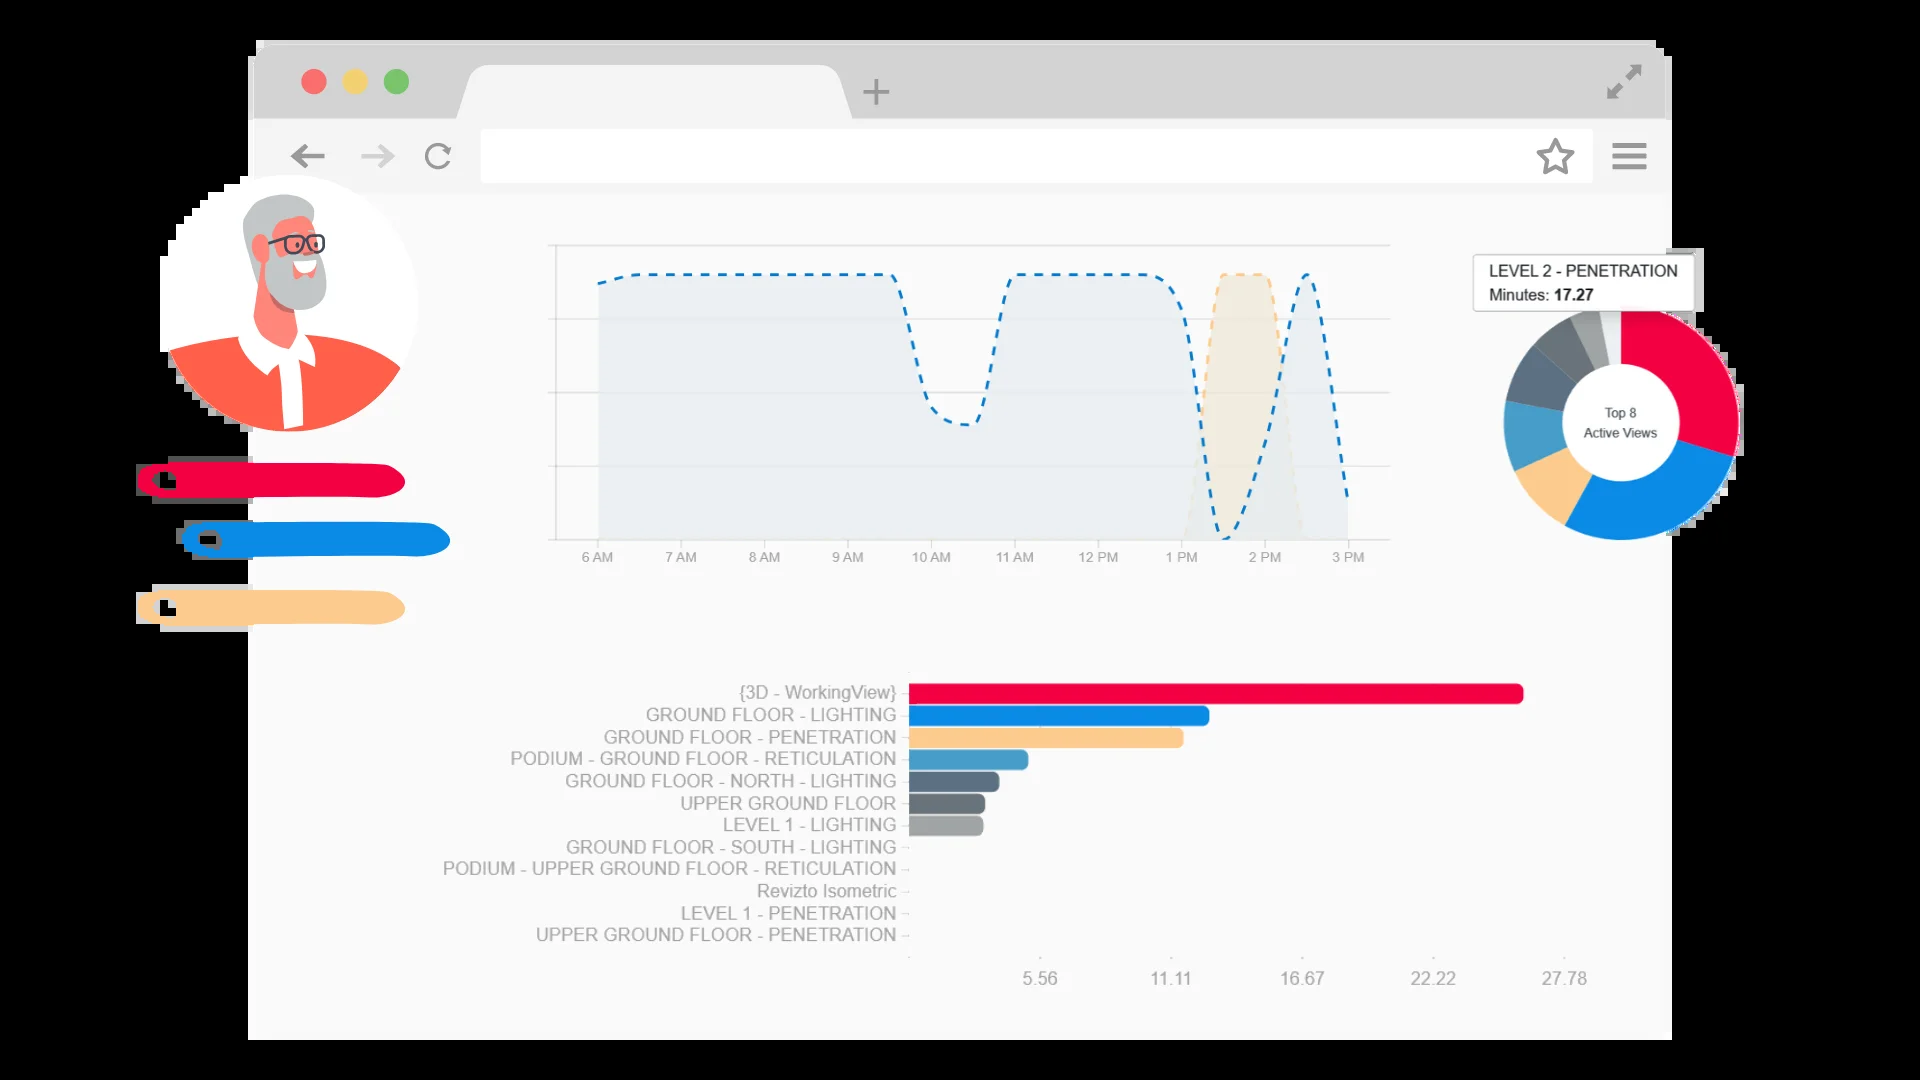 LEVEL 2 - PENETRATION
Minutes: 17.27
Top 8
Active Views
6 AM 7 AM 8 AM 9 AM 10 AM 11 AM 12 PM 1 PM 2 PM 3 PM
{3D - WorkingView}
GROUND FLOOR - LIGHTING
GROUND FLOOR - PENETRATION
PODIUM - GROUND FLOOR - RETICULATION
GROUND FLOOR - NORTH - LIGHTING
UPPER GROUND FLOOR
LEVEL 1 - LIGHTING
GROUND FLOOR - SOUTH - LIGHTING
PODIUM - UPPER GROUND FLOOR - RETICULATION
Revizto Isometric
LEVEL 1 - PENETRATION
UPPER GROUND FLOOR - PENETRATION
5.56 11.11 16.67 22.22 27.78